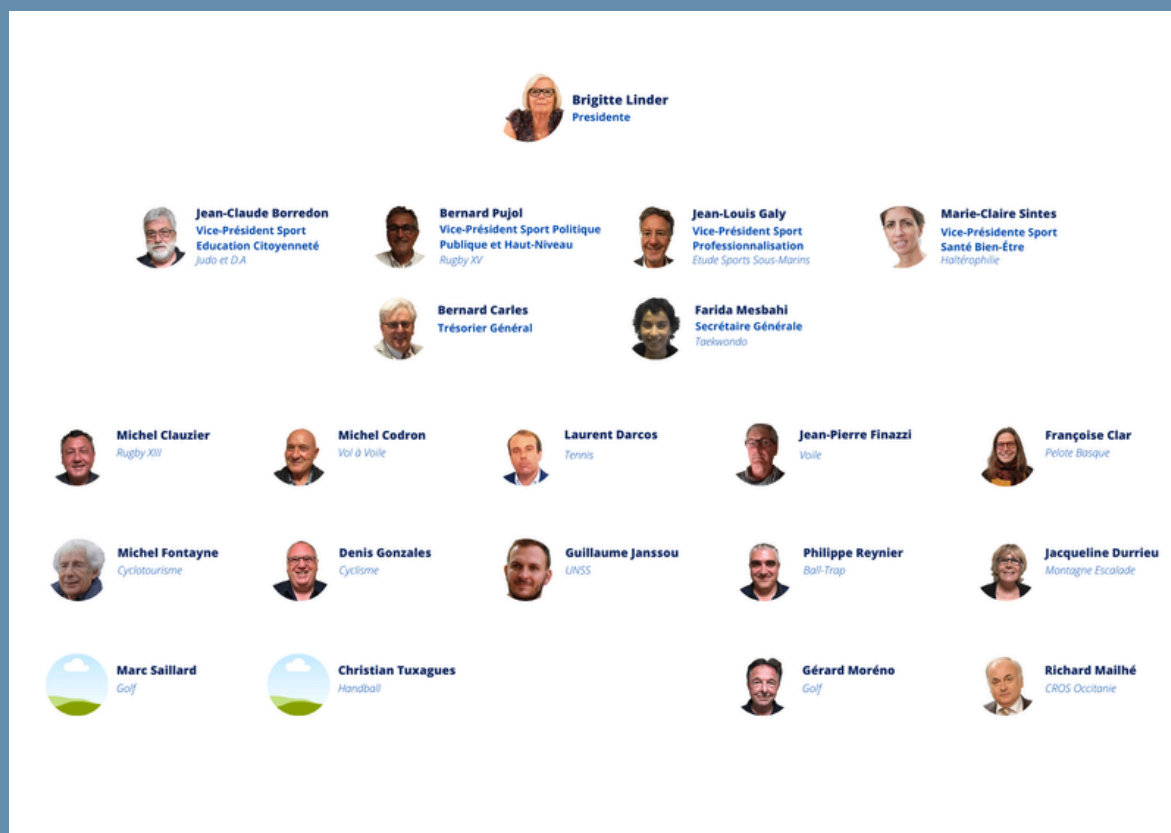 Brigitte Linder
Presidente
Jean-Claude Borredon
Vice-Président Sport
Education Citoyenneté
Judo et D.A
Bernard Pujol
Vice-Président Sport Politique
Publique et Haut-Niveau
Rugby XV
Jean-Louis Galy
Vice-Président Sport
Professionnalisation
Etude Sports Sous-Marins
Marie-Claire Sintes
Vice-Présidente Sport
Santé Bien-Être
Haltérophilie
Bernard Carles
Trésorier Général
Farida Mesbahi
Secrétaire Générale
Taekwondo
Michel Clauzier
Rugby XIII
Michel Codron
Vol à Voile
Laurent Darcos
Tennis
Jean-Pierre Finazzi
Voile
Françoise Clar
Pelote Basque
Michel Fontayne
Cyclotourisme
Denis Gonzales
Cyclisme
Guillaume Janssou
UNSS
Philippe Reynier
Ball-Trap
Jacqueline Durrieu
Montagne Escalade
Marc Saillard
Golf
Christian Tuxagues
Handball
Gérard Moréno
Golf
Richard Mailhé
CROS Occitanie